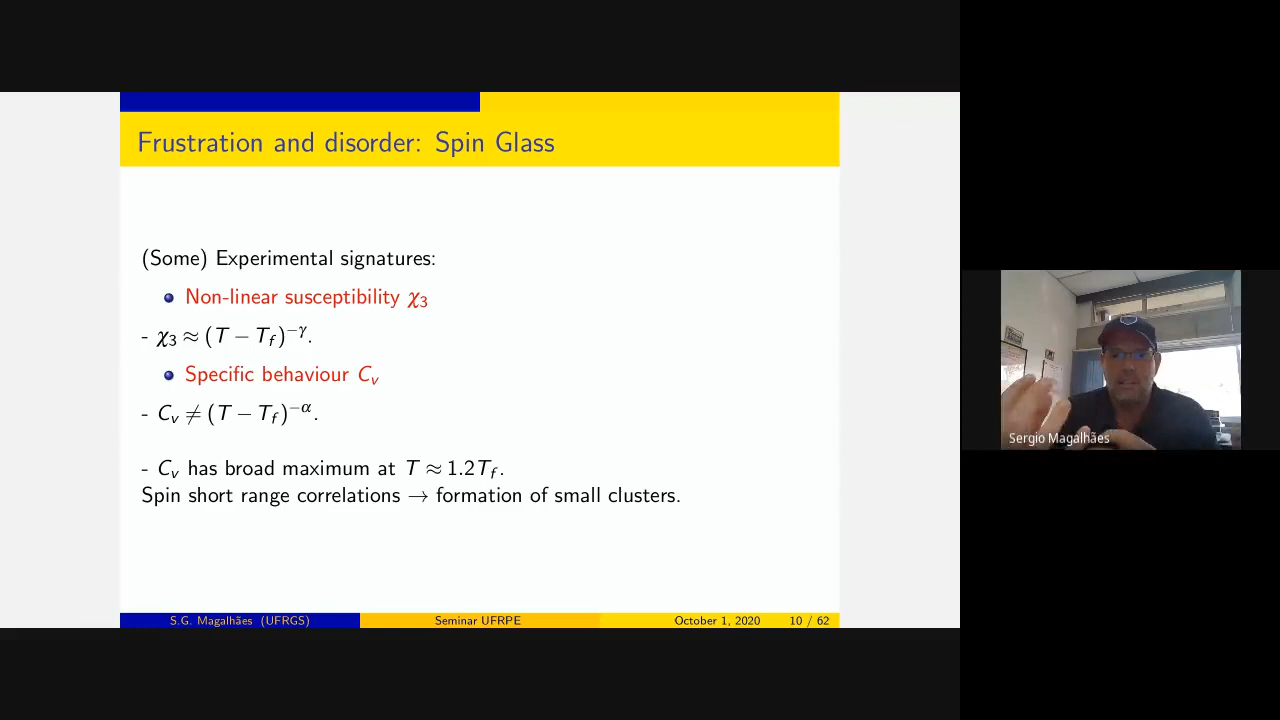 Frustration and disorder: Spin Glass
(Some) Experimental signatures:
Non-linear susceptibility χ₃
- χ₃ ≈ (T − T_f)^{−γ}.
Specific behaviour C_v
- C_v ≠ (T − T_f)^{−α}.
- C_v has broad maximum at T ≈ 1.2T_f.
Spin short range correlations → formation of small clusters.
S.G. Magalhães (UFRGS) Seminar UFRPE October 1, 2020 10 / 62
Sergio Magalhães